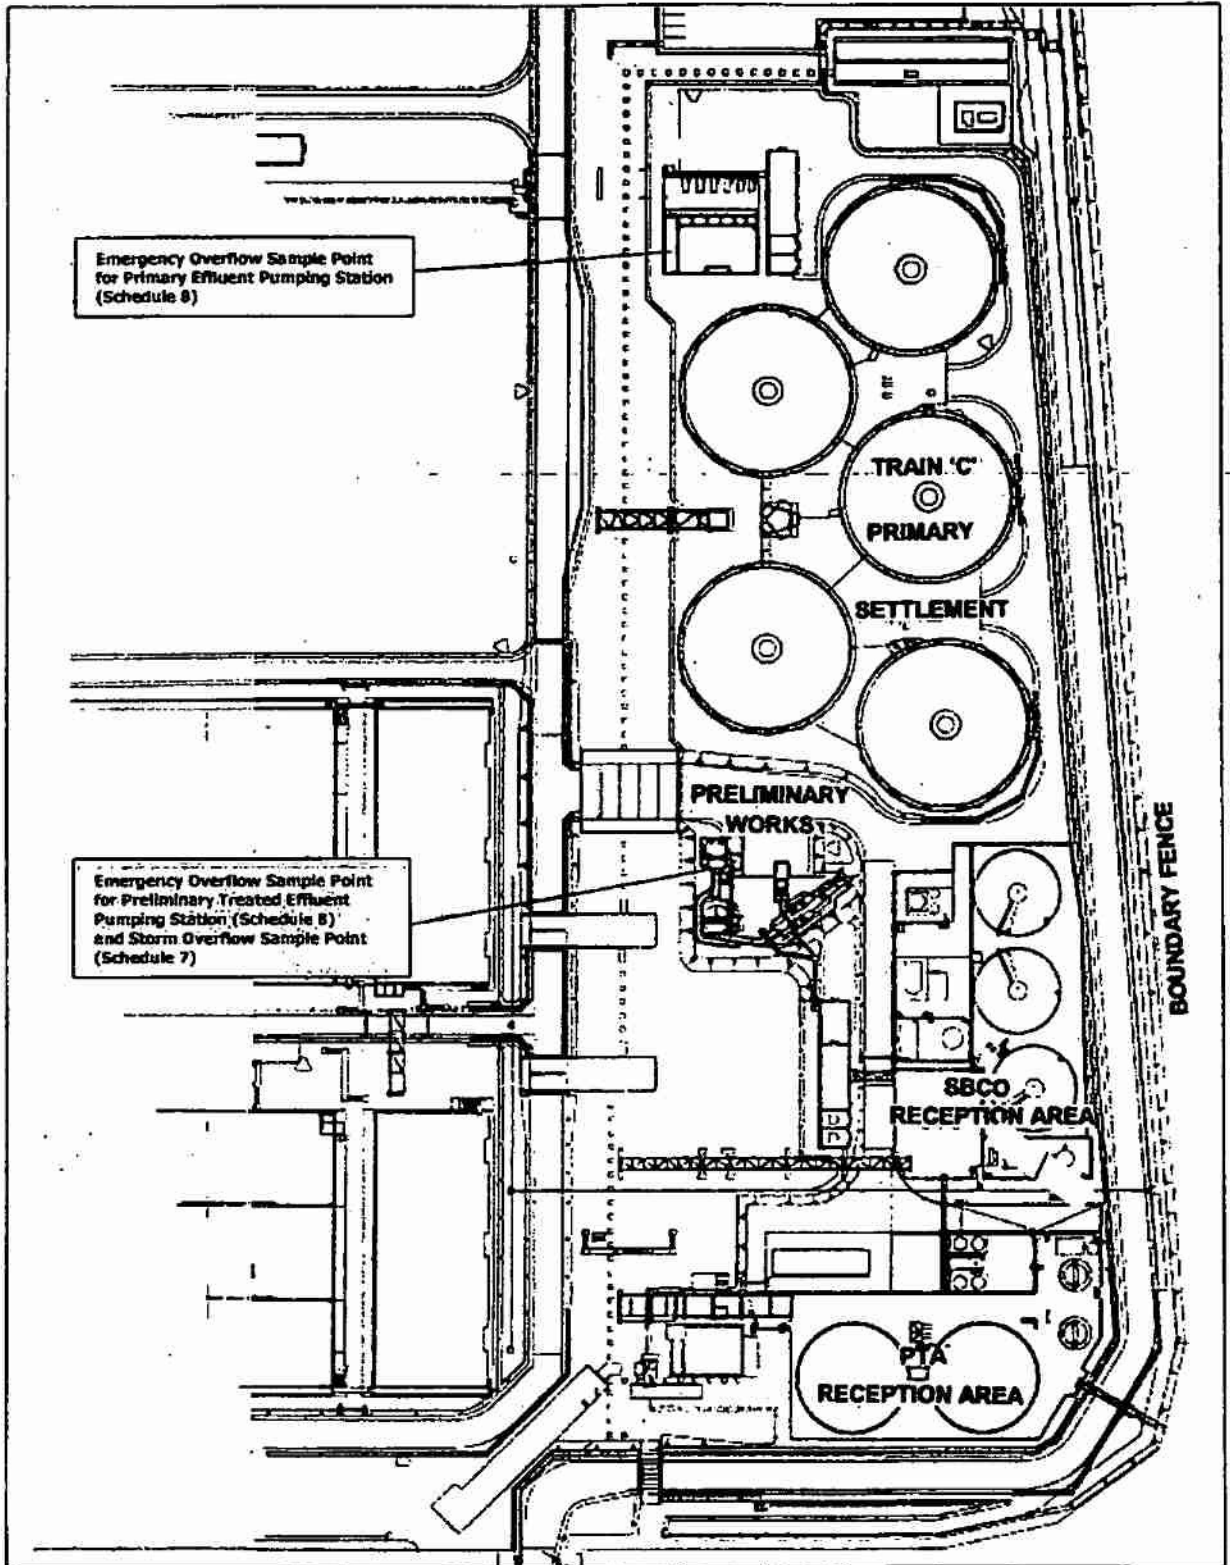 Emergency Overflow Sample Point
for Primary Effluent Pumping Station
(Schedule 8)
TRAIN 'C'
PRIMARY
SETTLEMENT
PRELIMINARY
WORKS
Emergency Overflow Sample Point
for Preliminary Treated Effluent
Pumping Station (Schedule 8)
and Storm Overflow Sample Point
(Schedule 7)
BOUNDARY FENCE
SBCO
RECEPTION AREA
PTA
RECEPTION AREA